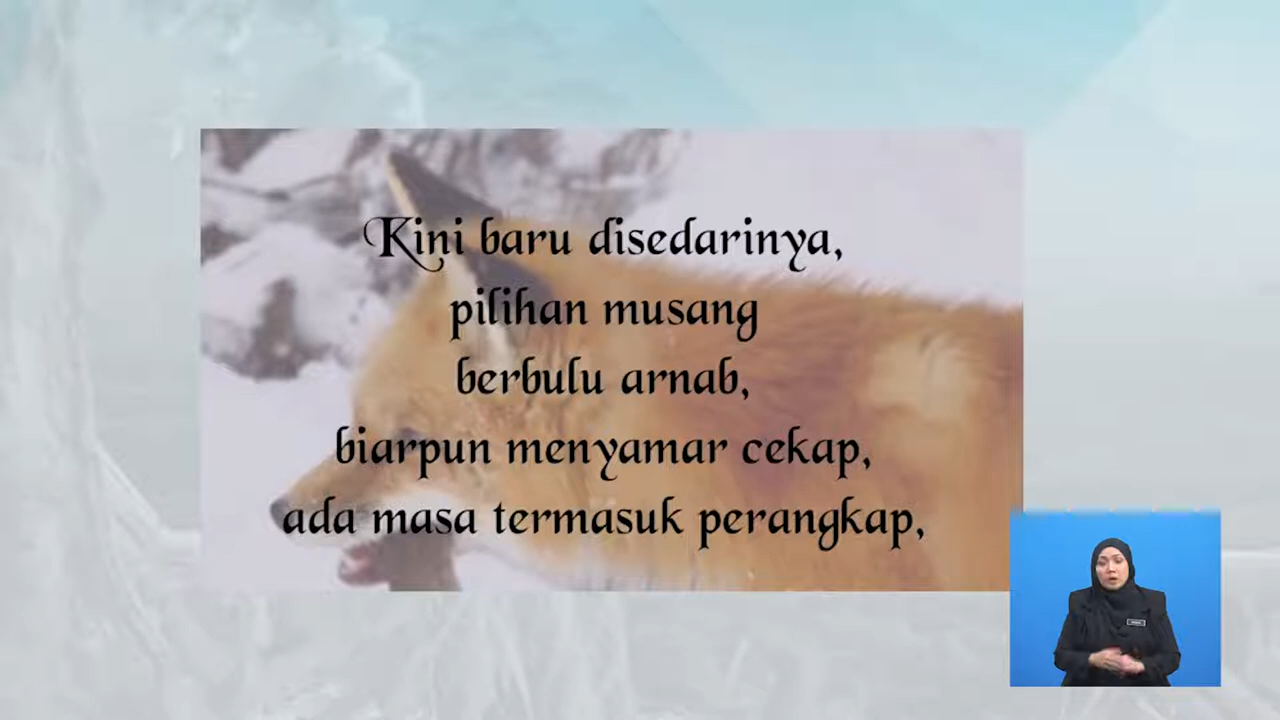 Kini baru disedarinya,
pilihan musang
berbulu arnab,
biarpun menyamar cekap,
ada masa termasuk perangkap,